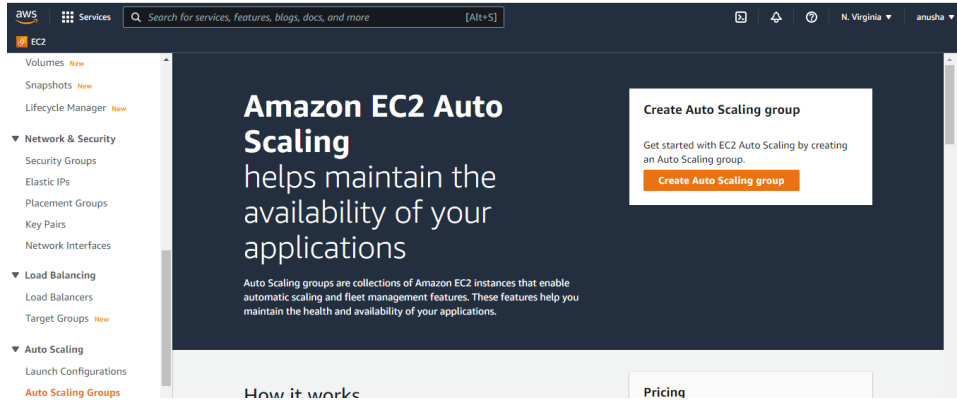 aws
Services
Search for services, features, blogs, docs, and more
[Alt+S]
N. Virginia
anusha
EC2
Volumes New
Snapshots New
Lifecycle Manager New
Network & Security
Security Groups
Elastic IPs
Placement Groups
Key Pairs
Network Interfaces
Load Balancing
Load Balancers
Target Groups New
Auto Scaling
Launch Configurations
Auto Scaling Groups
Amazon EC2 Auto
Scaling
helps maintain the
availability of your
applications
Auto Scaling groups are collections of Amazon EC2 instances that enable
automatic scaling and fleet management features. These features help you
maintain the health and availability of your applications.
Create Auto Scaling group
Get started with EC2 Auto Scaling by creating
an Auto Scaling group.
Create Auto Scaling group
How it works
Pricing